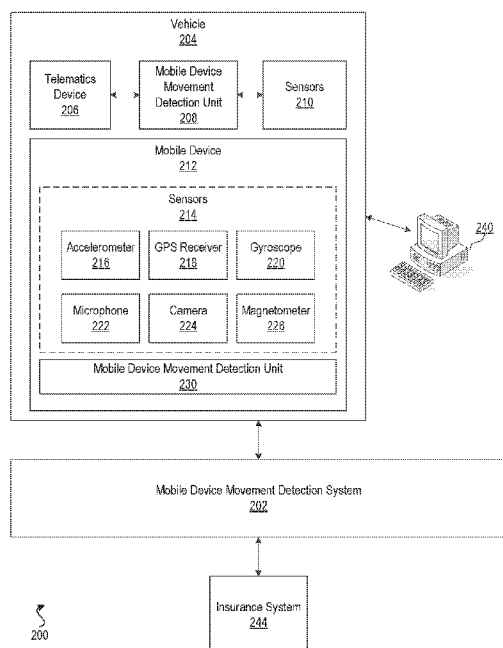 Vehicle
204
Telematics
Device
206
Mobile Device
Movement
Detection Unit
208
Sensors
210
Mobile Device
212
Sensors
214
Accelerometer
216
GPS Receiver
218
Gyroscope
220
Microphone
222
Camera
224
Magnetometer
226
Mobile Device Movement Detection Unit
230
240
Mobile Device Movement Detection System
202
Insurance System
244
200